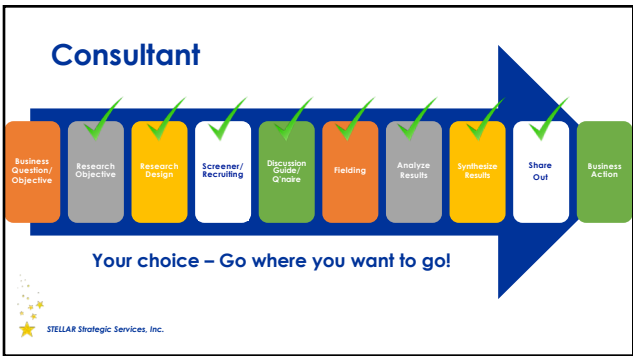 Consultant
Business
Question/
Objective
Research
Objective
Research
Design
Screener/
Recruiting
Discussion
Guide/
Q'naire
Fielding
Analyze
Results
Synthesize
Results
Share
Out
Business
Action
Your choice – Go where you want to go!
STELLAR Strategic Services, Inc.